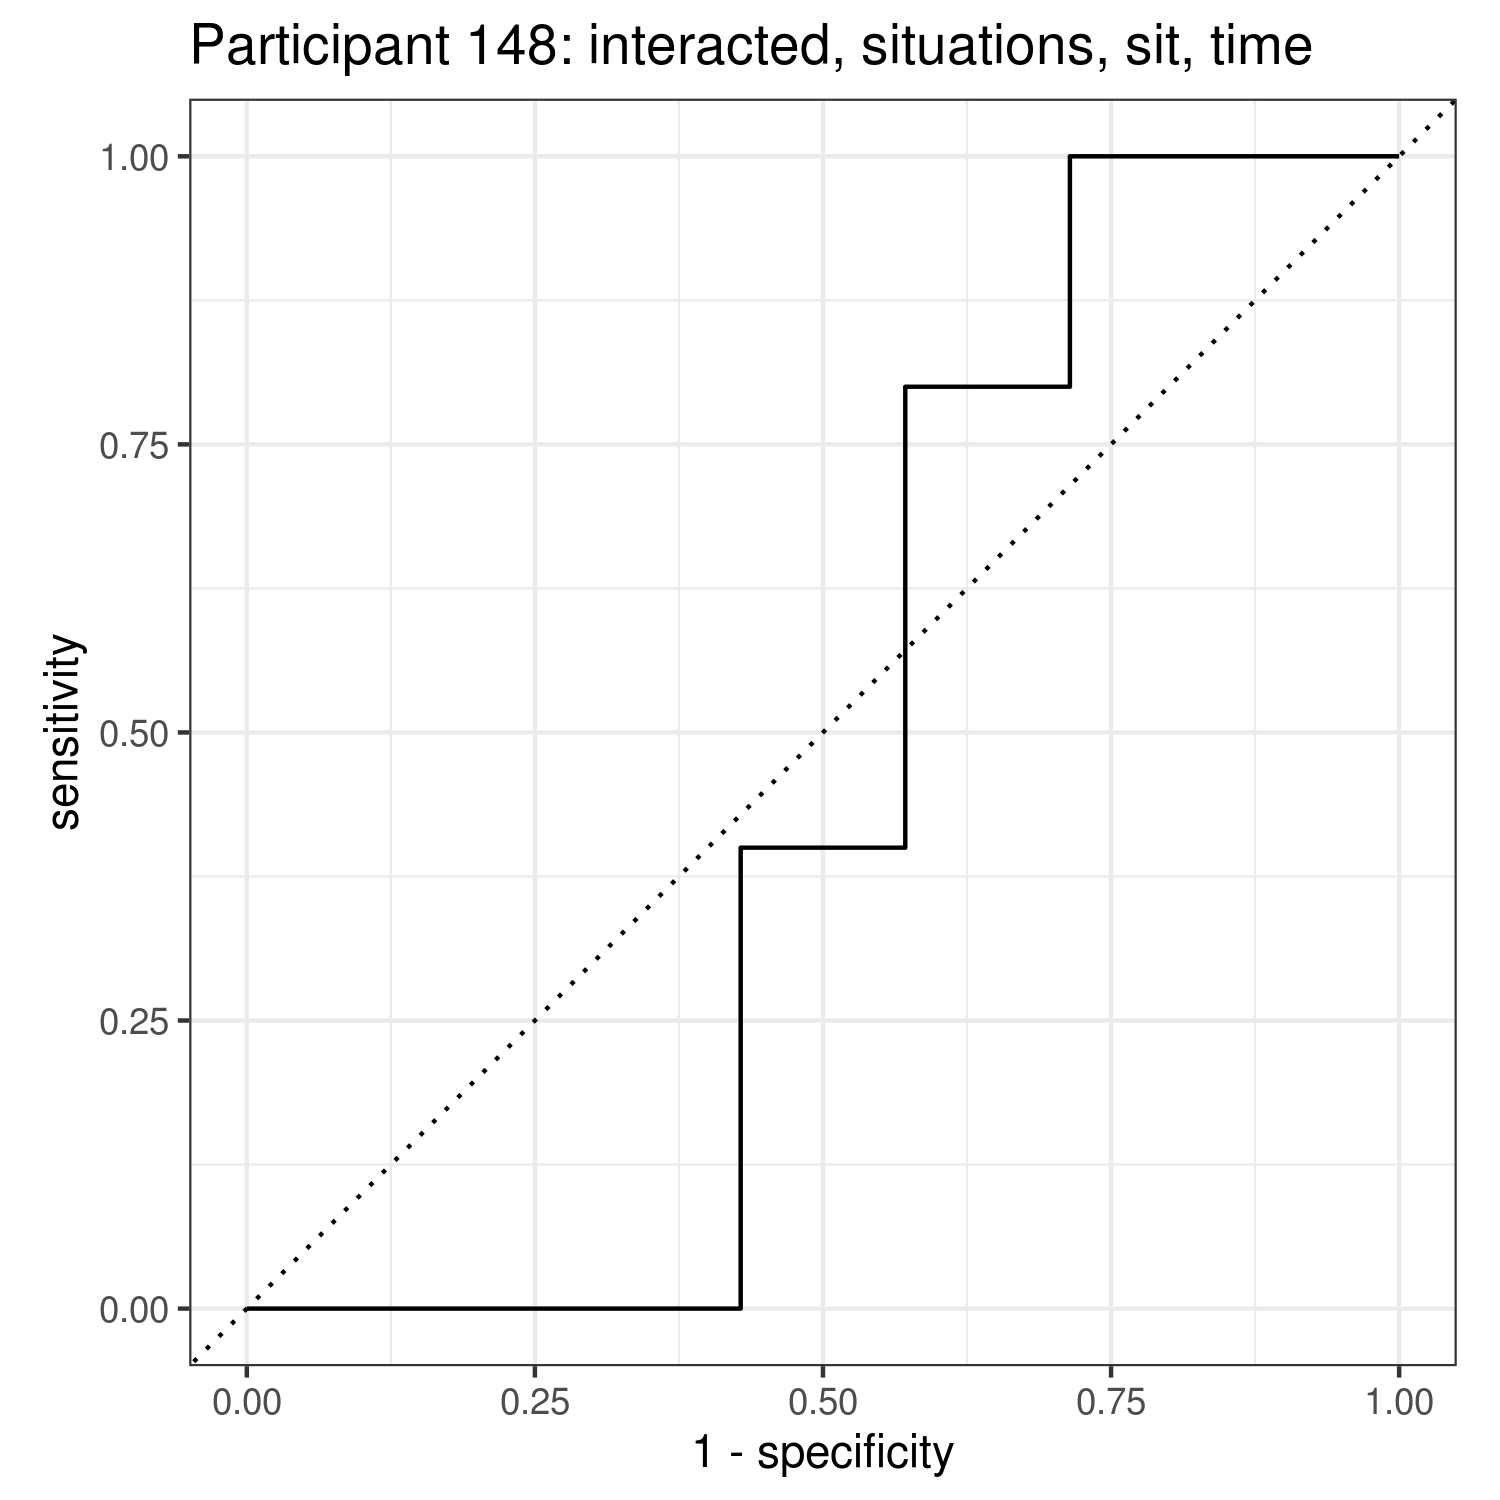 Participant 148: interacted, situations, sit, time
sensitivity
1.00
0.75
0.50
0.25
0.00
0.00 0.25 0.50 0.75 1.00
1 - specificity